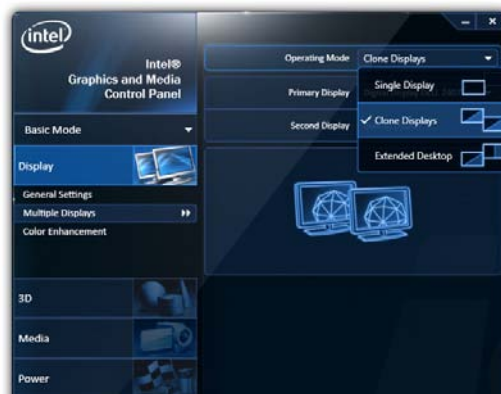 intel
Intel®
Graphics and Media
Control Panel
Basic Mode
Display
General Settings
Multiple Displays
Color Enhancement
3D
Media
Power
Operating Mode
Clone Displays
Primary Display
Second Display
Single Display
Clone Displays
Extended Desktop